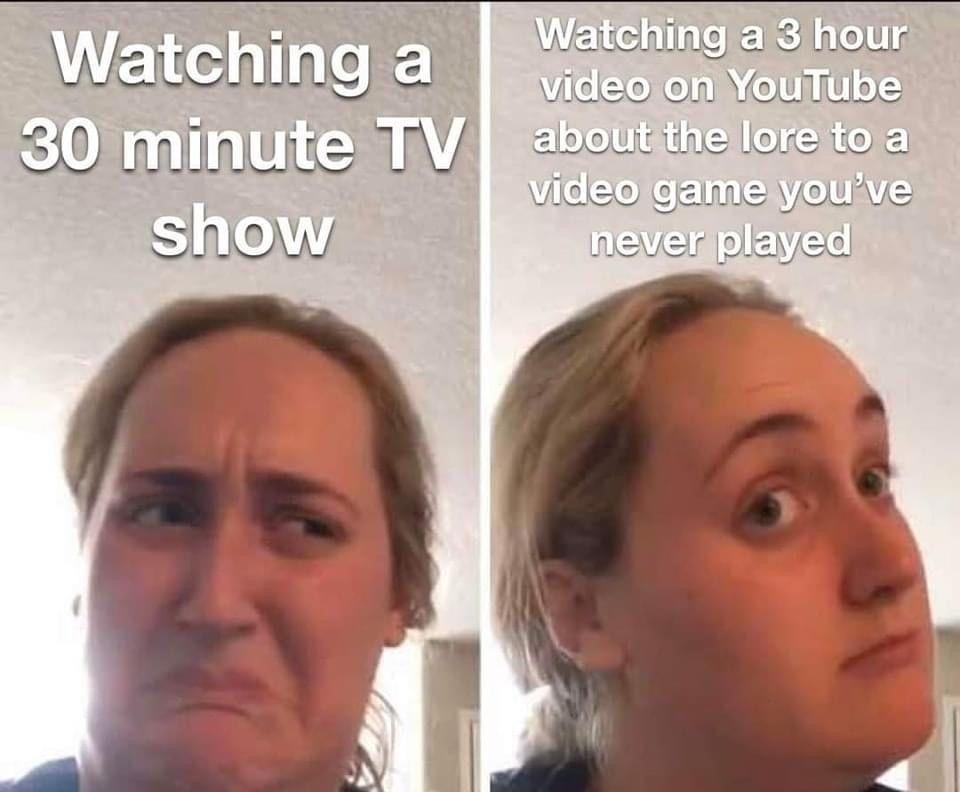 Watching a
30 minute TV
show
Watching a 3 hour
video on YouTube
about the lore to a
video game you’ve
never played